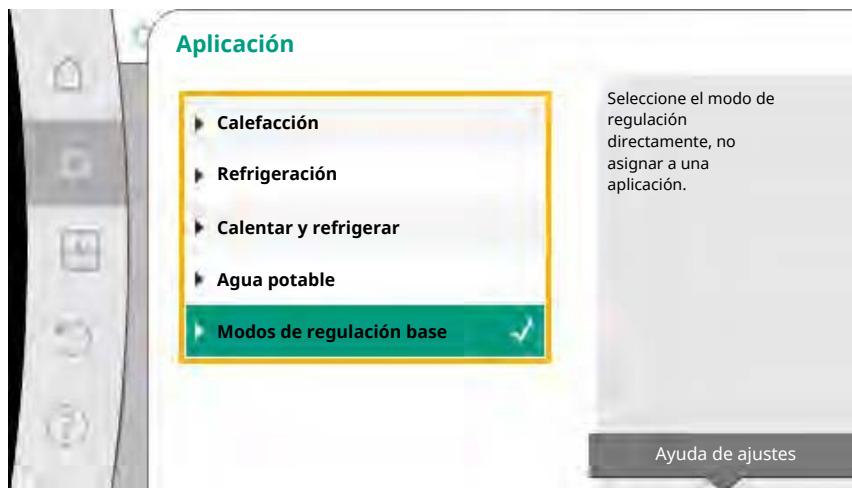 Aplicación
Calefacción
Refrigeración
Calentar y refrigerar
Agua potable
Modos de regulación base
Seleccione el modo de
regulación
directamente, no
asignar a una
aplicación.
Ayuda de ajustes